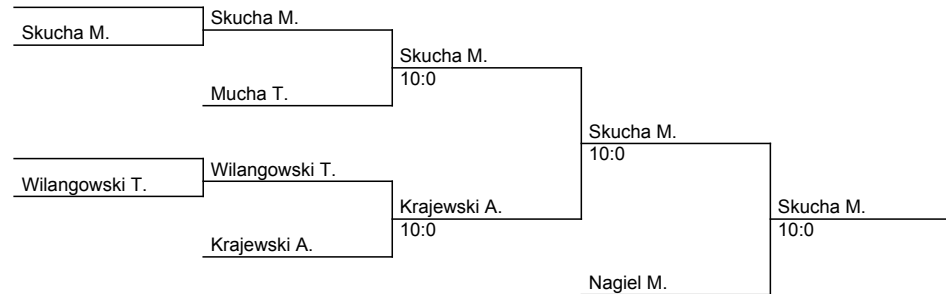 Skucha M.
Skucha M.
Skucha M.
10:0
Mucha T.
Skucha M.
10:0
Wilangowski T.
Wilangowski T.
Krajewski A.
10:0
Skucha M.
10:0
Krajewski A.
Nagiel M.